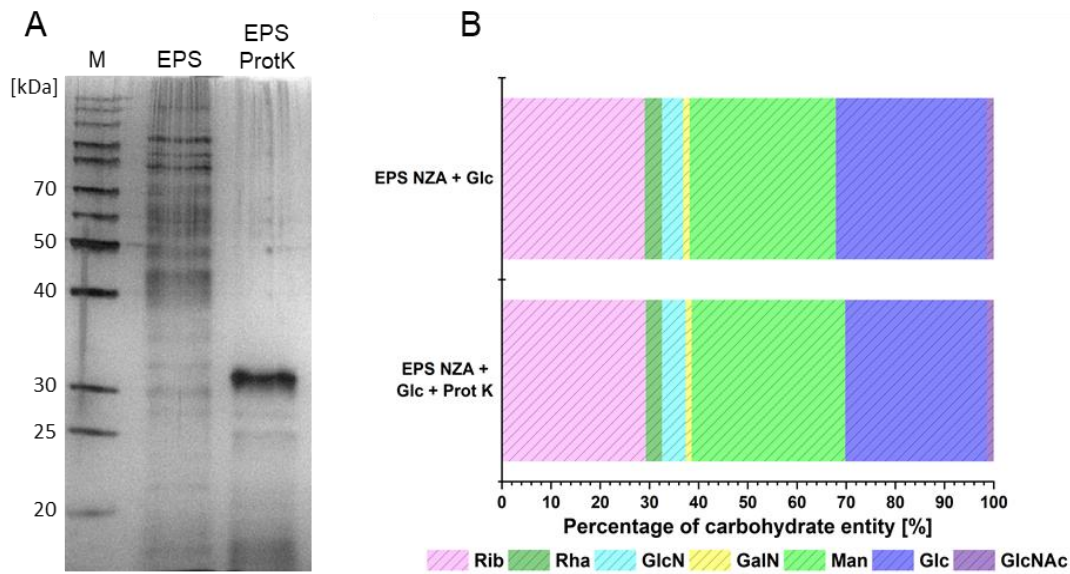 A
B
EPS
M EPS ProtK
[kDa]
70
50
40
30
25
20
EPS NZA + Glc
EPS NZA +
Glc + Prot K
0 10 20 30 40 50 60 70 80 90 100
Percentage of carbohydrate entity [%]
Rib Rha GlcN GalN Man Glc GlcNAc